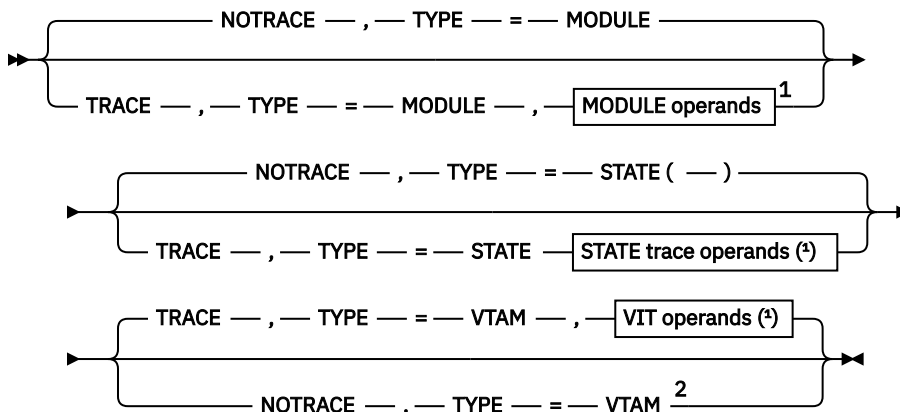 NOTRACE , TYPE = MODULE
TRACE , TYPE = MODULE , MODULE operands 1
NOTRACE , TYPE = STATE ( )
TRACE , TYPE = STATE STATE trace operands (¹)
TRACE , TYPE = VTAM , VIT operands (¹)
NOTRACE , TYPE = VTAM 2